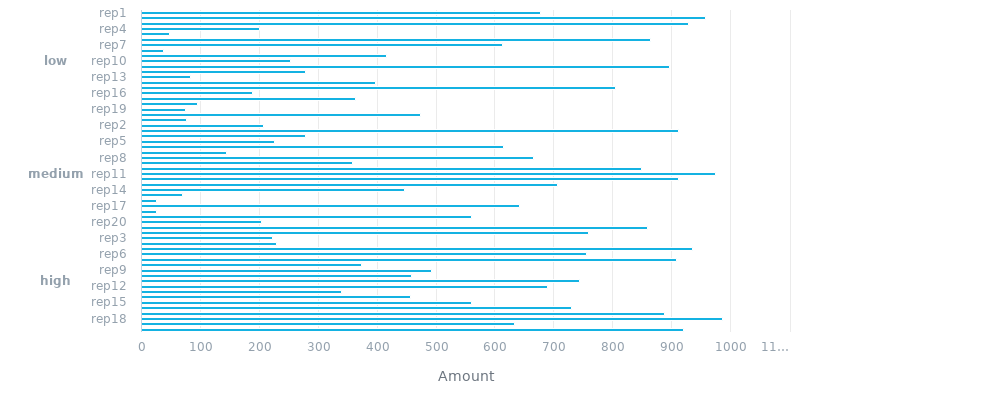 rep1
rep4
rep7
low
rep10
rep13
rep16
rep19
rep2
rep5
rep8
medium rep11
rep14
rep17
rep20
rep3
rep6
rep9
high
rep12
rep15
rep18
0 100 200 300 400 500 600 700 800 900 1000 11...
Amount